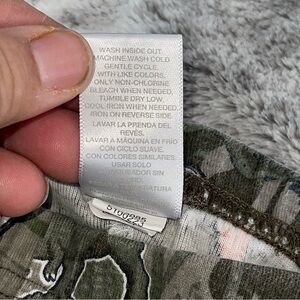 WASH INSIDE OUT.
MACHINE WASH COLD
GENTLE CYCLE,
WITH LIKE COLORS,
ONLY NON-CHLORINE
BLEACH WHEN NEEDED,
TUMBLE DRY LOW,
COOL IRON WHEN NEEDED,
IRON ON REVERSE SIDE
LAVAR LA PRENDA DEL
REVÉS.
LAVAR A MÁQUINA EN FRÍO
CON CICLO SUAVE,
CON COLORES SIMILARES,
USAR SOLO
SIN